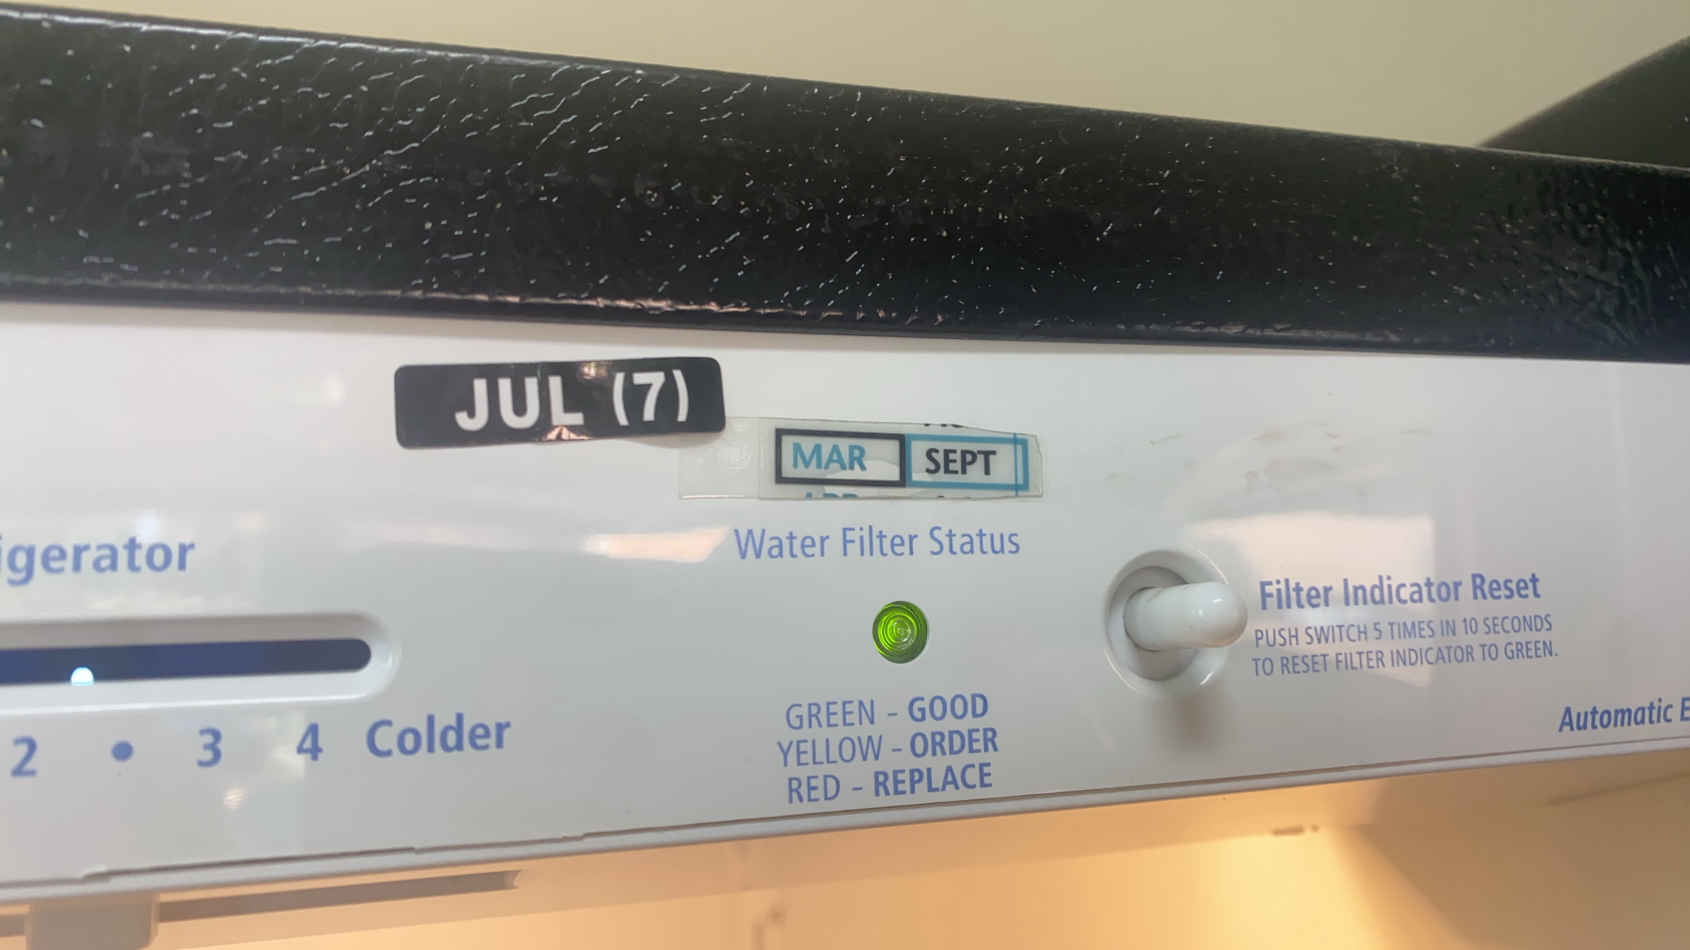 JUL (7)
MAR SEPT
Water Filter Status
igerator
Filter Indicator Reset
PUSH SWITCH 5 TIMES IN 10 SECONDS
TO RESET FILTER INDICATOR TO GREEN.
2 • 3 4 Colder
GREEN - GOOD
YELLOW - ORDER
RED - REPLACE
Automatic